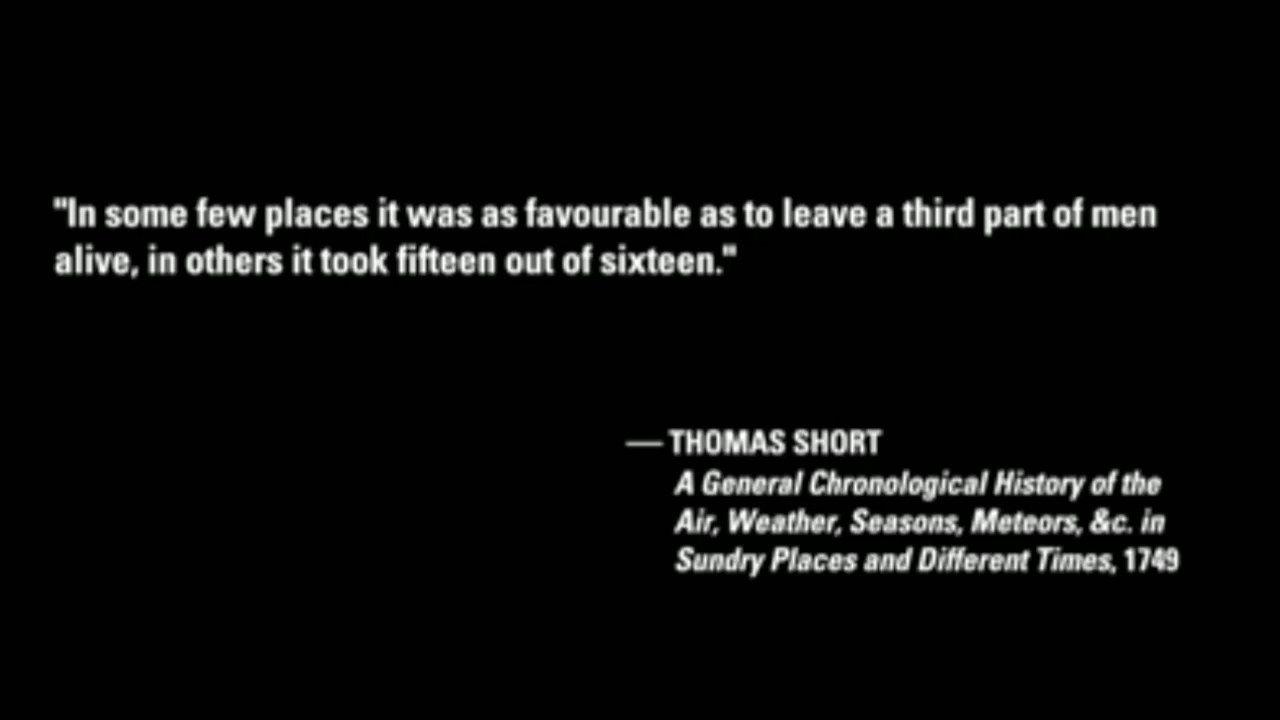 "In some few places it was as favourable as to leave a third part of men
alive, in others it took fifteen out of sixteen."
— THOMAS SHORT
A General Chronological History of the
Air, Weather, Seasons, Meteors, &c. in
Sundry Places and Different Times, 1749